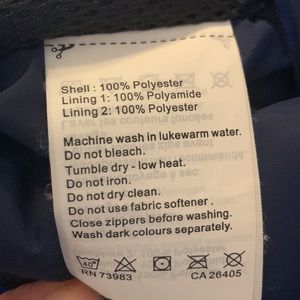 Shell : 100% Polyester
Lining 1: 100% Polyamide
Lining 2: 100% Polyester
Machine wash in lukewarm water.
Do not bleach.
Tumble dry - low heat.
Do not iron.
Do not dry clean.
Do not use fabric softener .
Close zippers before washing.
Wash dark colours separately.
40°
RN 73983 CA 26405